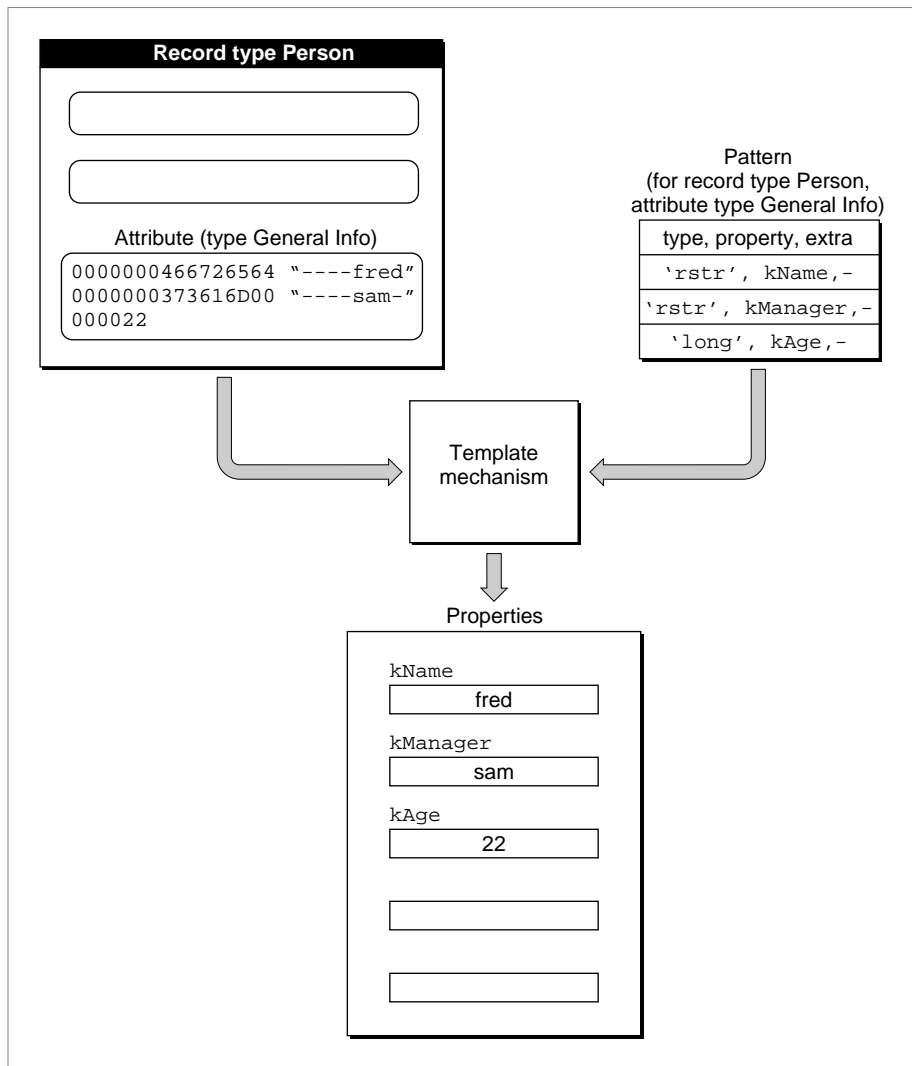 Record type Person
Attribute (type General Info)
0000000466726564 “----fred”
0000000373616D00 “----sam-”
000022
Pattern
(for record type Person,
attribute type General Info)
type, property, extra
‘rstr’, kName,-
‘rstr’, kManager,-
‘long’, kAge,-
Template
mechanism
Properties
kName
fred
kManager
sam
kAge
22